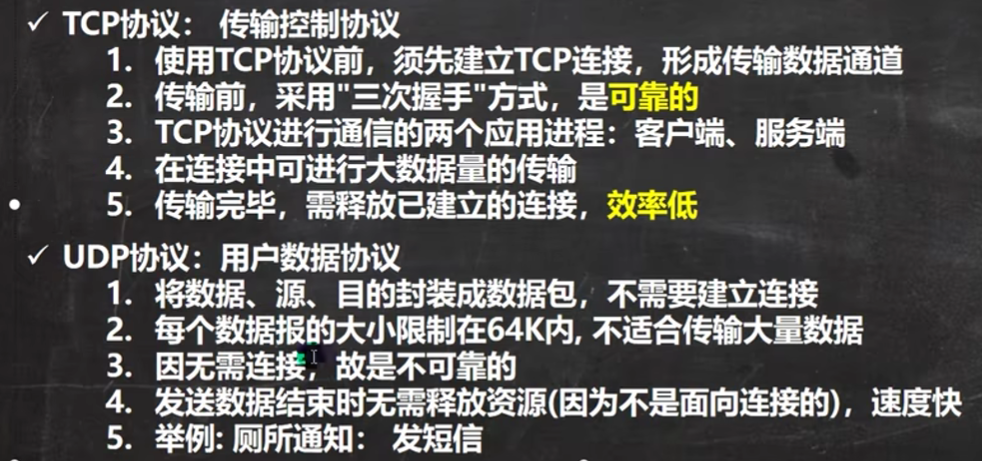 ✓ TCP协议： 传输控制协议
1. 使用TCP协议前，须先建立TCP连接，形成传输数据通道
2. 传输前，采用"三次握手"方式，是可靠的
3. TCP协议进行通信的两个应用进程：客户端、服务端
4. 在连接中可进行大数据量的传输
• 5. 传输完毕，需释放已建立的连接，效率低
✓ UDP协议：用户数据协议
1. 将数据、源、目的封装成数据包，不需要建立连接
2. 每个数据报的大小限制在64K内, 不适合传输大量数据
3. 因无需连接，故是不可靠的
4. 发送数据结束时无需释放资源(因为不是面向连接的)，速度快
5. 举例: 厕所通知： 发短信